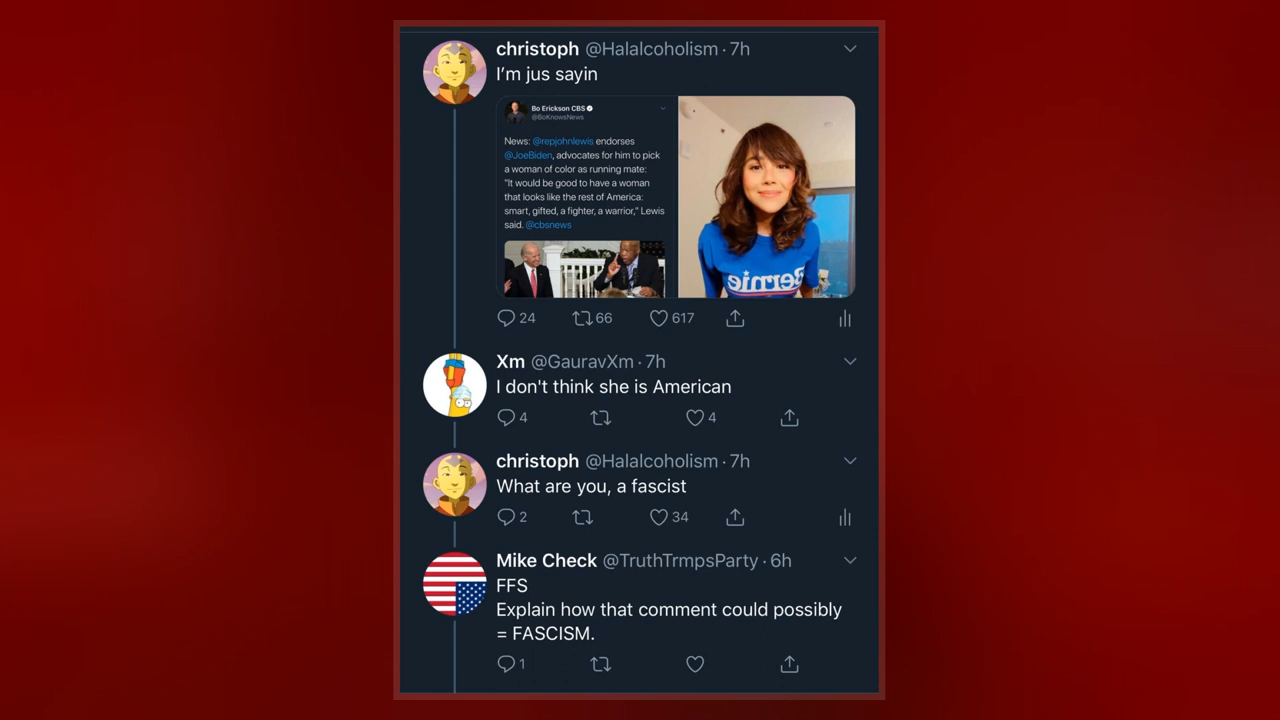 christoph @Halalcoholism · 7h
I'm jus sayin
Bo Erickson CBS
@BoKnowsNews
News: @repjohnlewis endorses
@JoeBiden, advocates for him to pick
a woman of color as running mate:
"It would be good to have a woman
that looks like the rest of America:
smart, gifted, a fighter, a warrior," Lewis
said. @cbsnews
Bernie
24 66 617
Xm @GauravXm · 7h
I don't think she is American
4 4
christoph @Halalcoholism · 7h
What are you, a fascist
2 34
Mike Check @TruthTrmpsParty · 6h
FFS
Explain how that comment could possibly
= FASCISM.
1